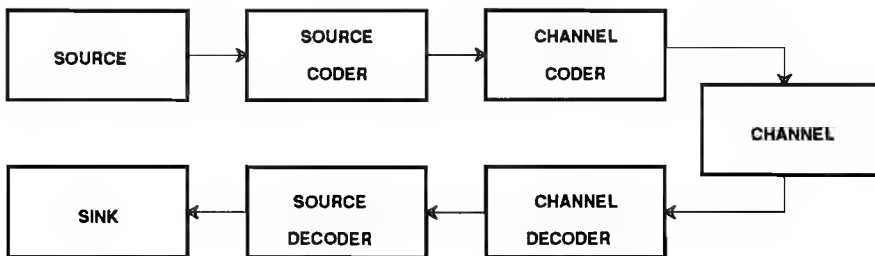 SOURCE
SOURCE
CODER
CHANNEL
CODER
CHANNEL
SINK
SOURCE
DECODER
CHANNEL
DECODER